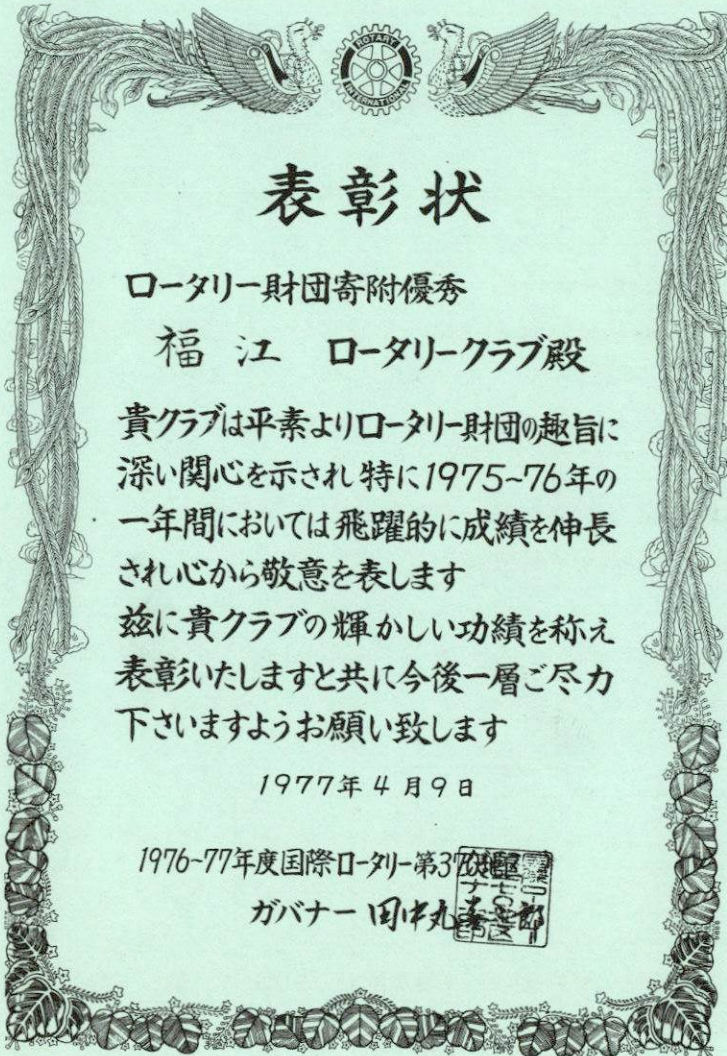 ROTARY INTERNATIONAL
表彰状
ロータリー財団寄附優秀
福江 ロータリークラブ殿
貴クラブは平素よりロータリー財団の趣旨に
深い関心を示され特に1975~76年の
一年間においては飛躍的に成績を伸長
され心から敬意を表します
玆に貴クラブの輝かしい功績を称え
表彰いたしますと共に今後一層ご尽力
下さいますようお願い致します
1977年4月9日
1976~77年度国際ロータリー第370地区
ガバナー 田中丸善三郎